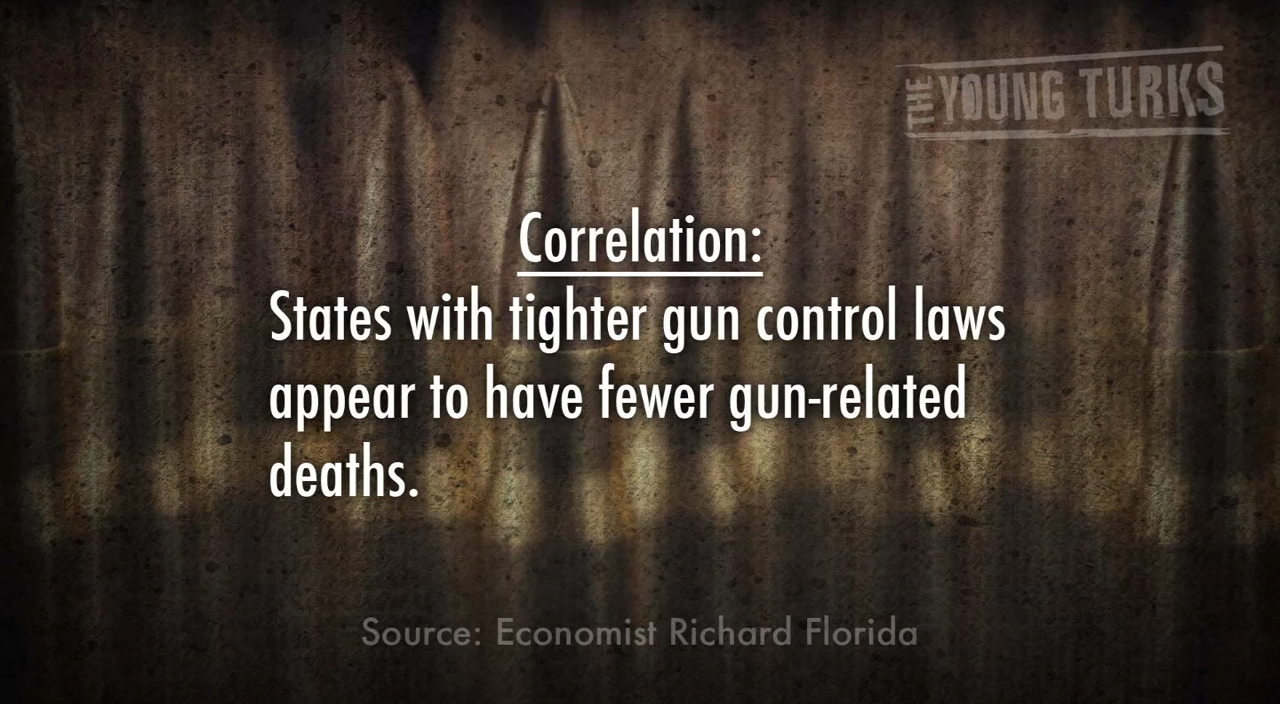 THE YOUNG TURKS
Correlation:
States with tighter gun control laws
appear to have fewer gun-related
deaths.
Source: Economist Richard Florida